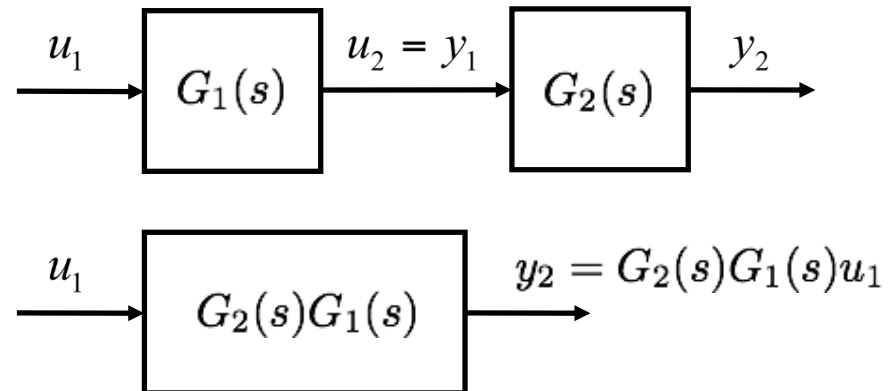 u₁ u₂ = y₁ y₂
G₁(s) G₂(s)
u₁ y₂ = G₂(s)G₁(s)u₁
G₂(s)G₁(s)